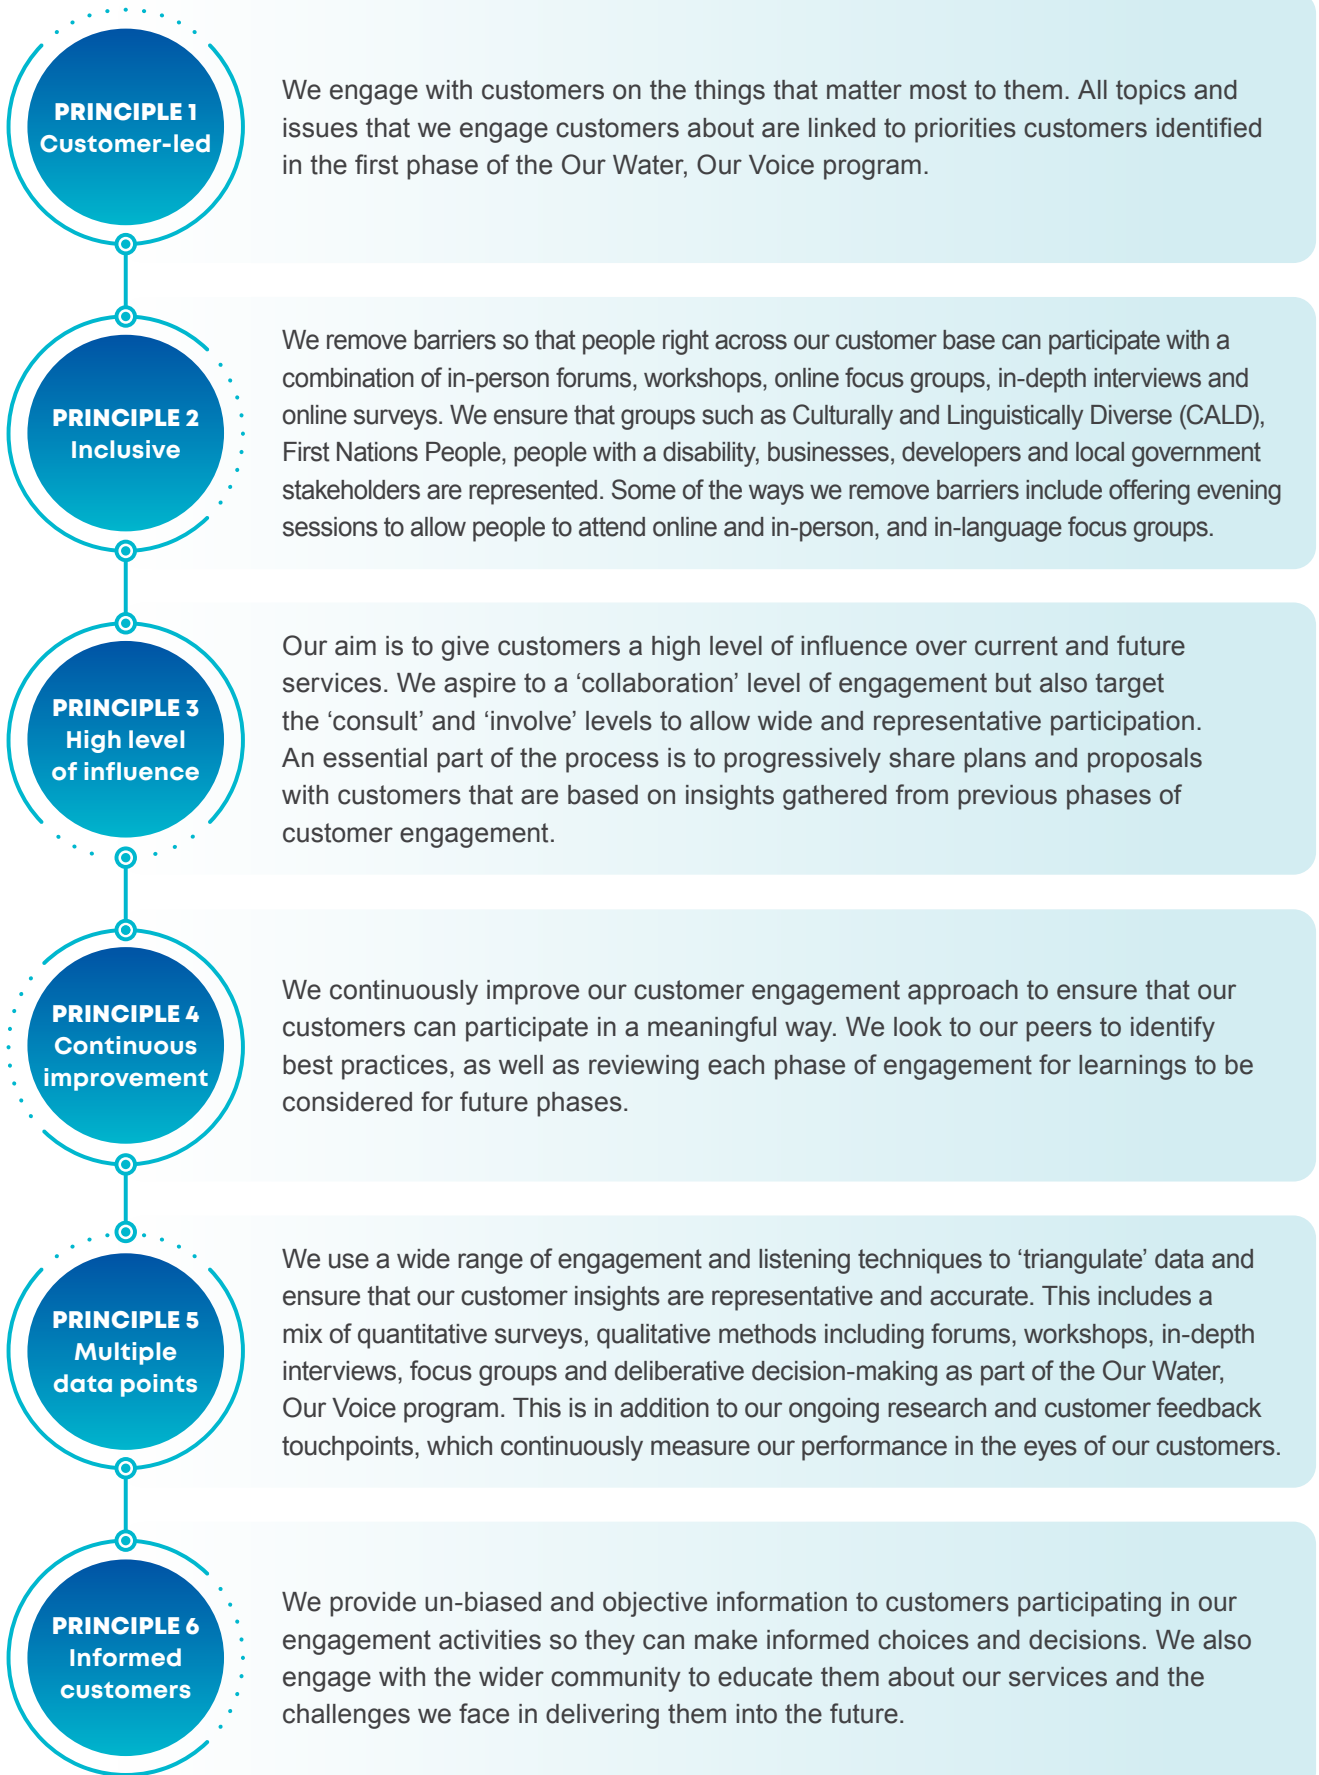 PRINCIPLE 1
Customer-led
We engage with customers on the things that matter most to them. All topics and
issues that we engage customers about are linked to priorities customers identified
in the first phase of the Our Water, Our Voice program.
PRINCIPLE 2
Inclusive
We remove barriers so that people right across our customer base can participate with a
combination of in-person forums, workshops, online focus groups, in-depth interviews and
online surveys. We ensure that groups such as Culturally and Linguistically Diverse (CALD),
First Nations People, people with a disability, businesses, developers and local government
stakeholders are represented. Some of the ways we remove barriers include offering evening
sessions to allow people to attend online and in-person, and in-language focus groups.
PRINCIPLE 3
High level
of influence
Our aim is to give customers a high level of influence over current and future
services. We aspire to a ‘collaboration’ level of engagement but also target
the ‘consult’ and ‘involve’ levels to allow wide and representative participation.
An essential part of the process is to progressively share plans and proposals
with customers that are based on insights gathered from previous phases of
customer engagement.
PRINCIPLE 4
Continuous
improvement
We continuously improve our customer engagement approach to ensure that our
customers can participate in a meaningful way. We look to our peers to identify
best practices, as well as reviewing each phase of engagement for learnings to be
considered for future phases.
PRINCIPLE 5
Multiple
data points
We use a wide range of engagement and listening techniques to ‘triangulate’ data and
ensure that our customer insights are representative and accurate. This includes a
mix of quantitative surveys, qualitative methods including forums, workshops, in-depth
interviews, focus groups and deliberative decision-making as part of the Our Water,
Our Voice program. This is in addition to our ongoing research and customer feedback
touchpoints, which continuously measure our performance in the eyes of our customers.
PRINCIPLE 6
Informed
customers
We provide un-biased and objective information to customers participating in our
engagement activities so they can make informed choices and decisions. We also
engage with the wider community to educate them about our services and the
challenges we face in delivering them into the future.